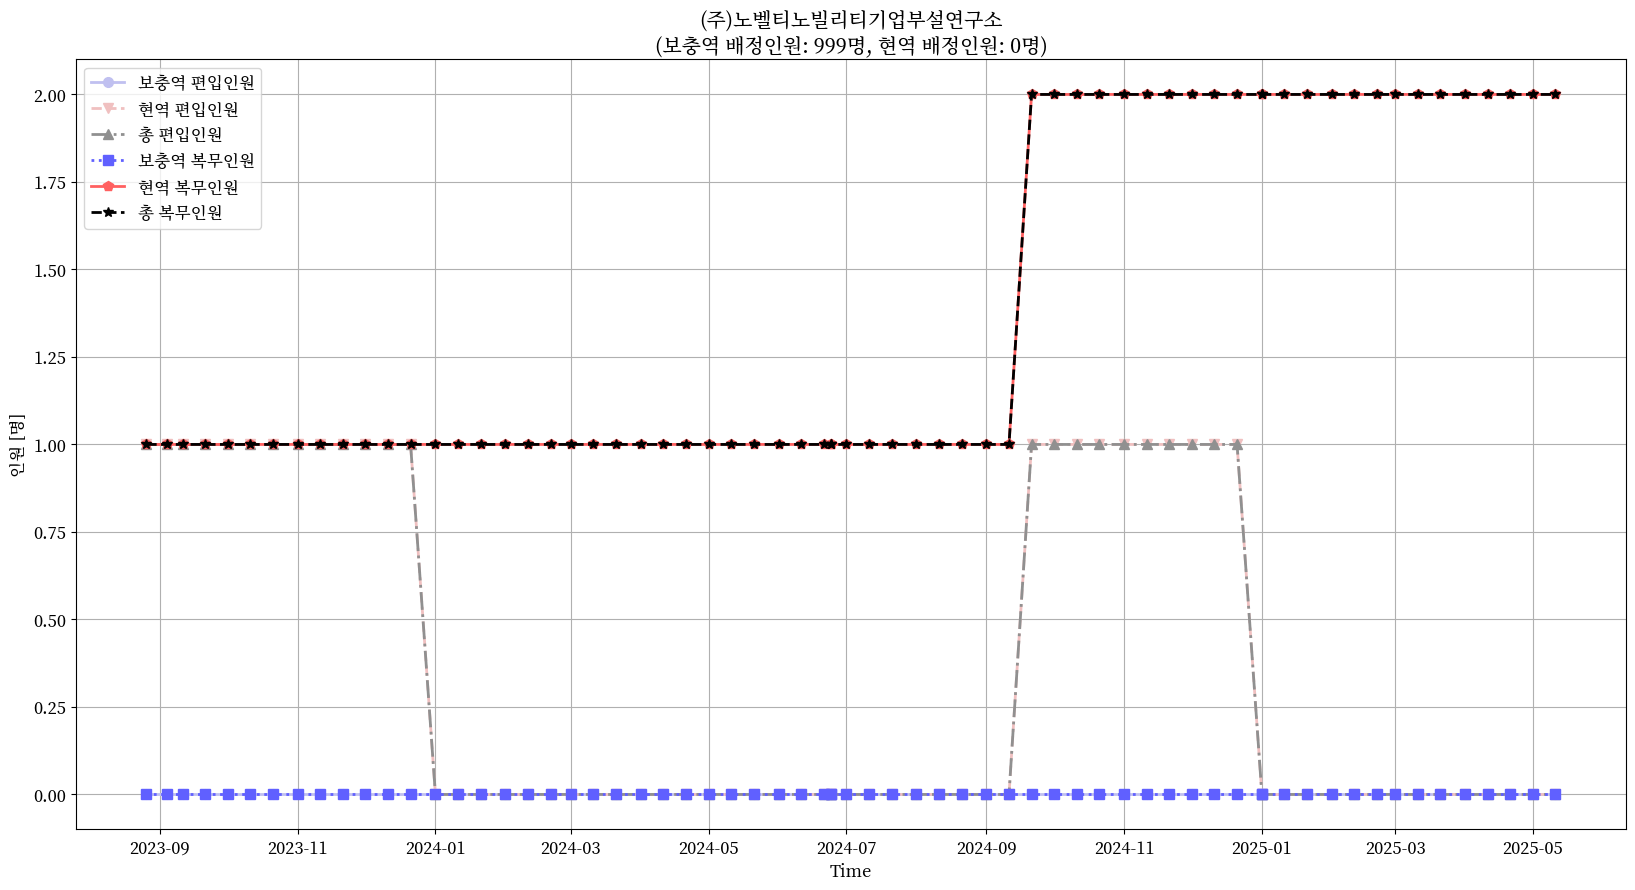 (주)노벨티노빌리티기업부설연구소
(보충역 배정인원: 999명, 현역 배정인원: 0명)
보충역 편입인원
현역 편입인원
총 편입인원
보충역 복무인원
현역 복무인원
총 복무인원
2.00
1.75
1.50
1.25
1.00
0.75
0.50
0.25
0.00
인원 [명]
2023-09 2023-11 2024-01 2024-03 2024-05 2024-07 2024-09 2024-11 2025-01 2025-03 2025-05
Time